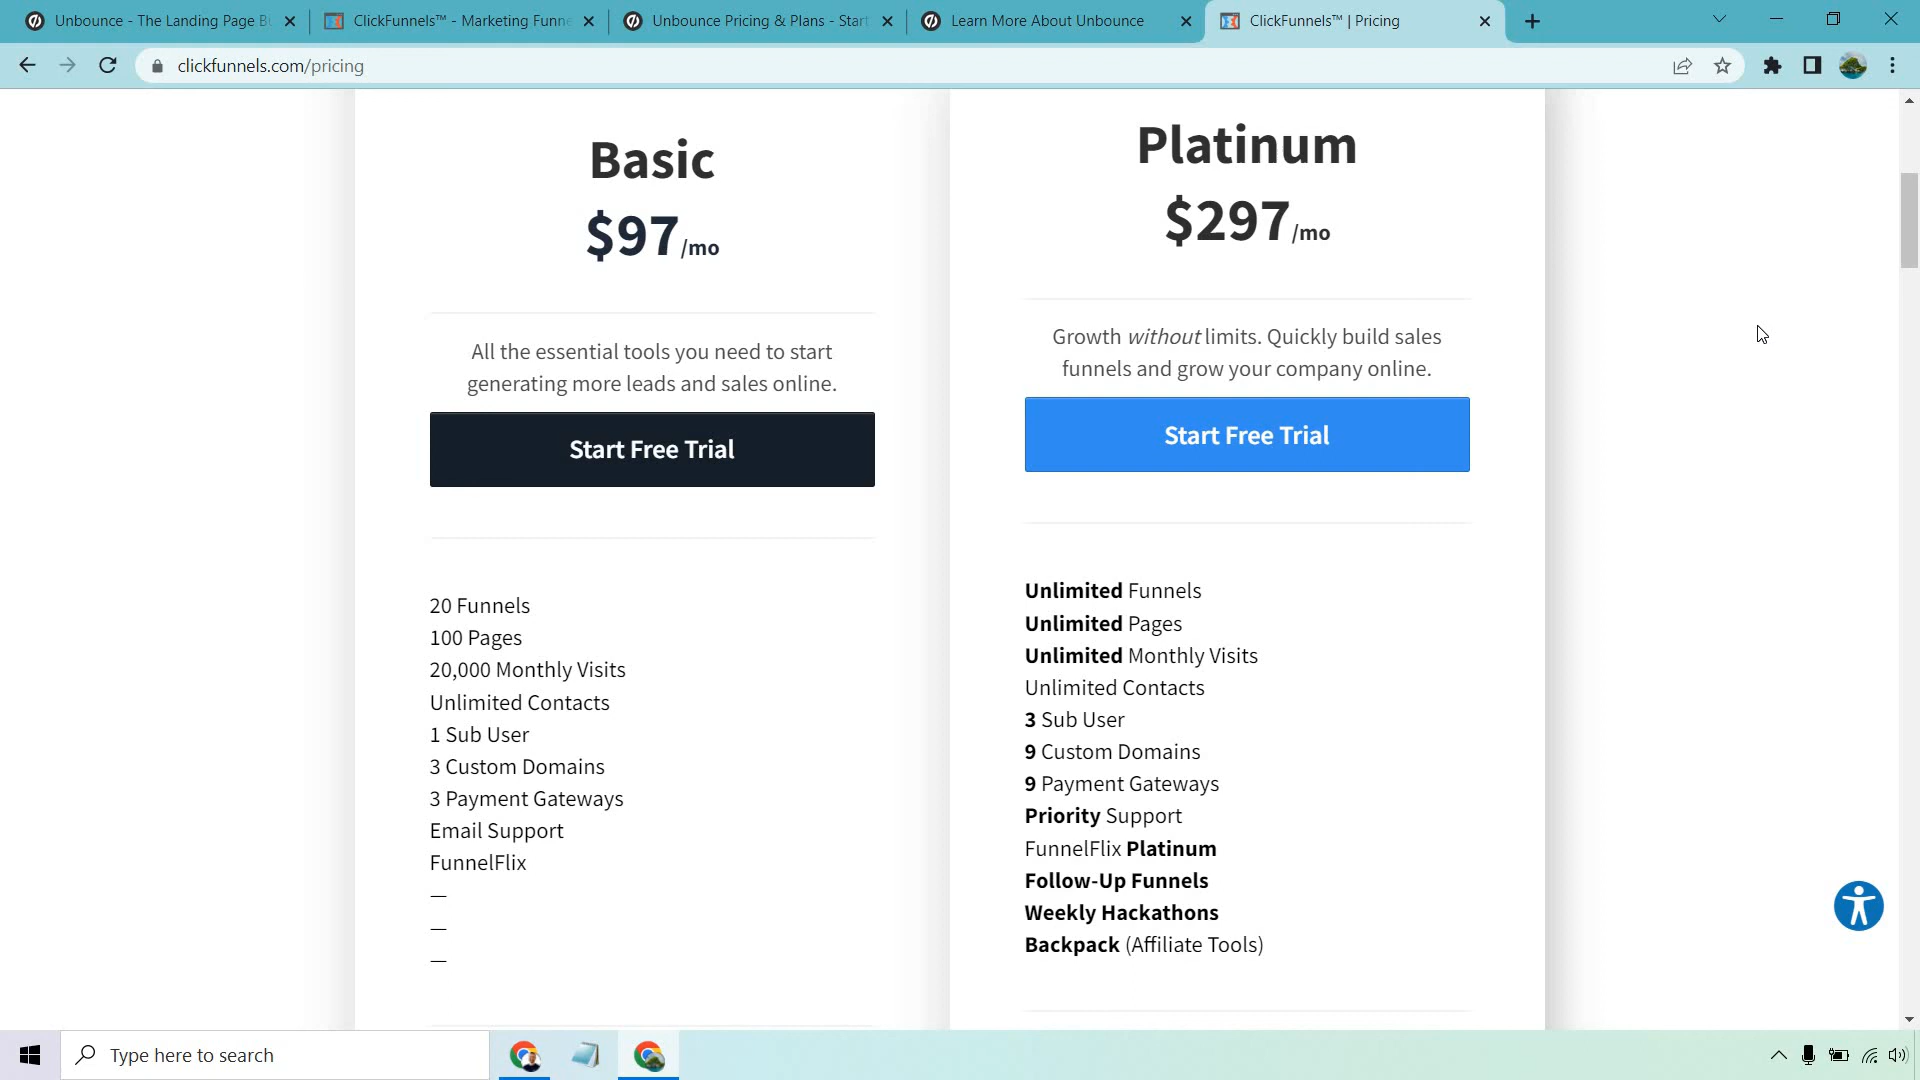 Unbounce - The Landing Page Bu
ClickFunnels™ - Marketing Funne
Unbounce Pricing & Plans - Start
Learn More About Unbounce
ClickFunnels™ | Pricing
clickfunnels.com/pricing
Basic
$97/mo
All the essential tools you need to start
generating more leads and sales online.
Start Free Trial
20 Funnels
100 Pages
20,000 Monthly Visits
Unlimited Contacts
1 Sub User
3 Custom Domains
3 Payment Gateways
Email Support
FunnelFlix
—
—
—
Platinum
$297/mo
Growth without limits. Quickly build sales
funnels and grow your company online.
Start Free Trial
Unlimited Funnels
Unlimited Pages
Unlimited Monthly Visits
Unlimited Contacts
3 Sub User
9 Custom Domains
9 Payment Gateways
Priority Support
FunnelFlix Platinum
Follow-Up Funnels
Weekly Hackathons
Backpack (Affiliate Tools)
Type here to search